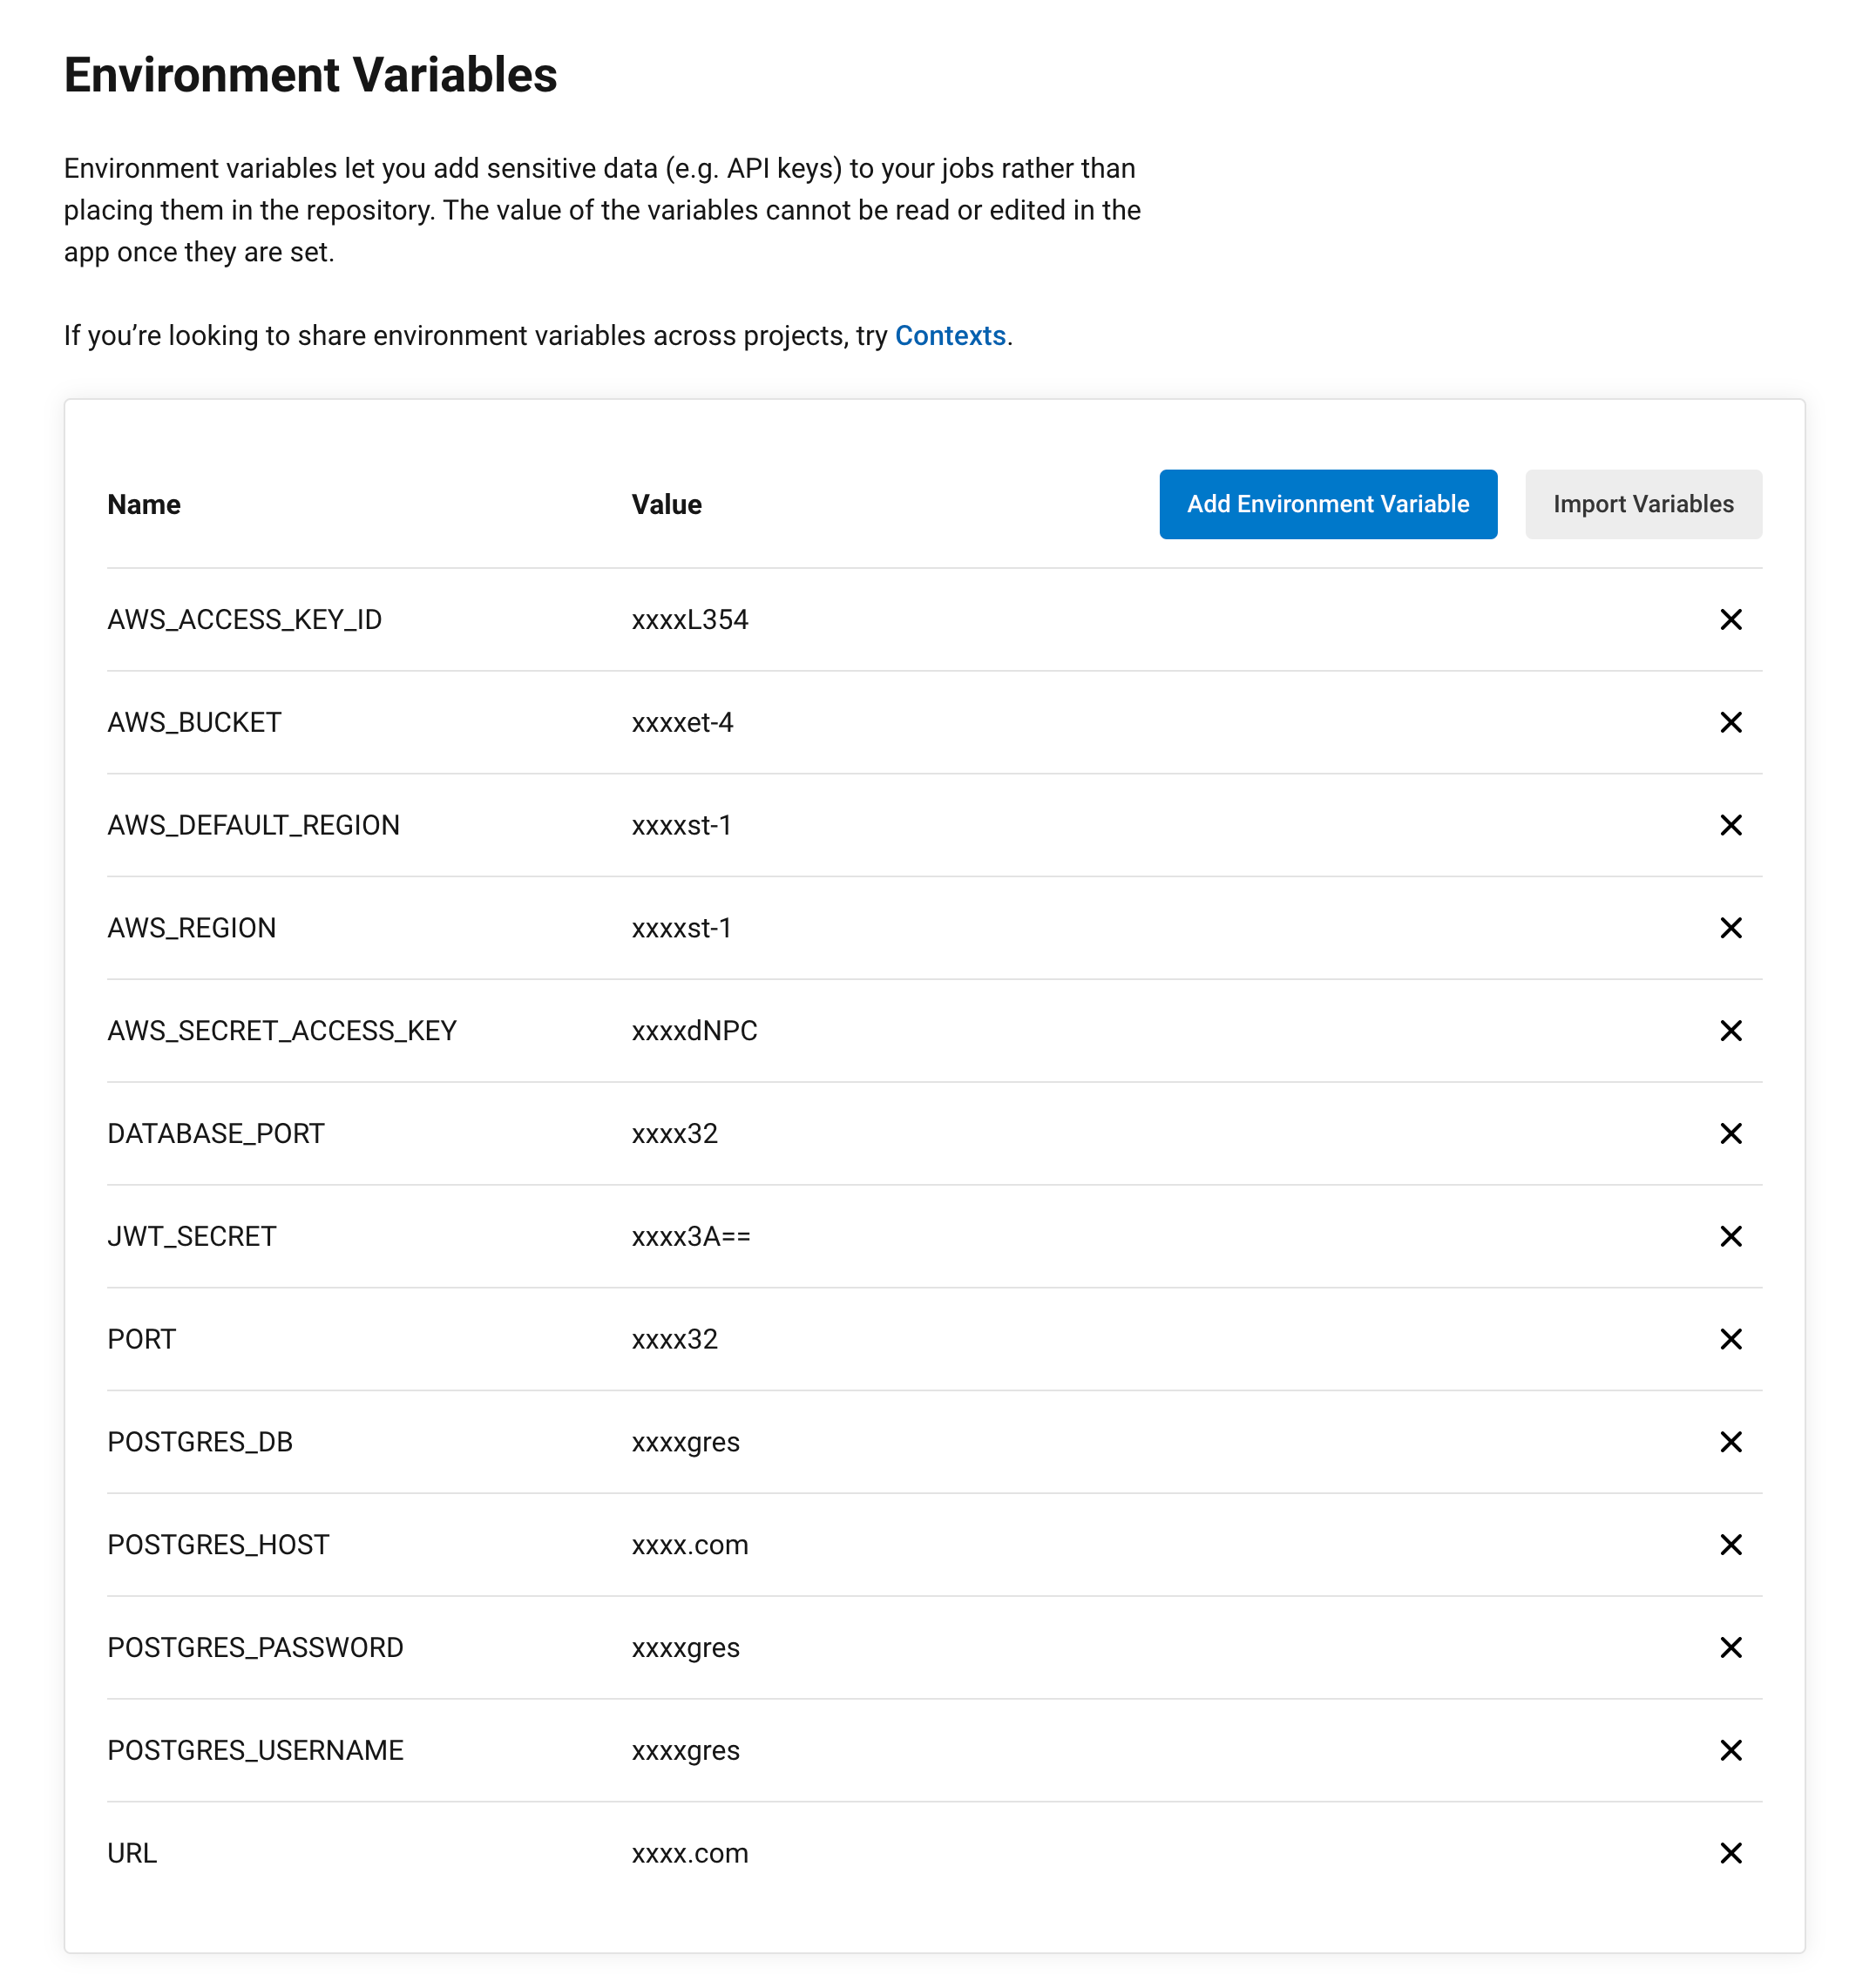 Environment Variables
Environment variables let you add sensitive data (e.g. API keys) to your jobs rather than
placing them in the repository. The value of the variables cannot be read or edited in the
app once they are set.
If you’re looking to share environment variables across projects, try Contexts.
Name Value Add Environment Variable Import Variables
AWS_ACCESS_KEY_ID xxxxL354
AWS_BUCKET xxxxet-4
AWS_DEFAULT_REGION xxxxst-1
AWS_REGION xxxxst-1
AWS_SECRET_ACCESS_KEY xxxxdNPC
DATABASE_PORT xxxx32
JWT_SECRET xxxx3A==
PORT xxxx32
POSTGRES_DB xxxxgres
POSTGRES_HOST xxxx.com
POSTGRES_PASSWORD xxxxgres
POSTGRES_USERNAME xxxxgres
URL xxxx.com